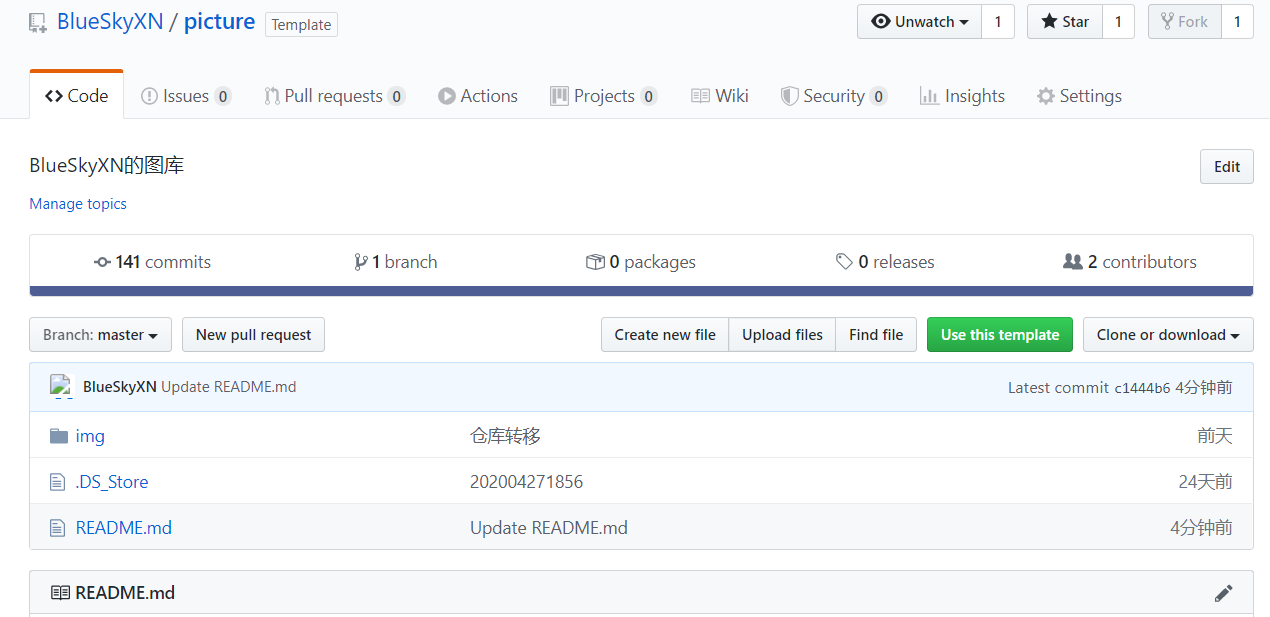 BlueSkyXN / picture Template Unwatch 1 Star 1 Fork 1
Code Issues 0 Pull requests 0 Actions Projects 0 Wiki Security 0 Insights Settings
BlueSkyXN的图库 Edit
Manage topics
141 commits 1 branch 0 packages 0 releases 2 contributors
Branch: master New pull request Create new file Upload files Find file Use this template Clone or download
BlueSkyXN Update README.md Latest commit c1444b6 4分钟前
img 仓库转移 前天
.DS_Store 202004271856 24天前
README.md Update README.md 4分钟前
README.md